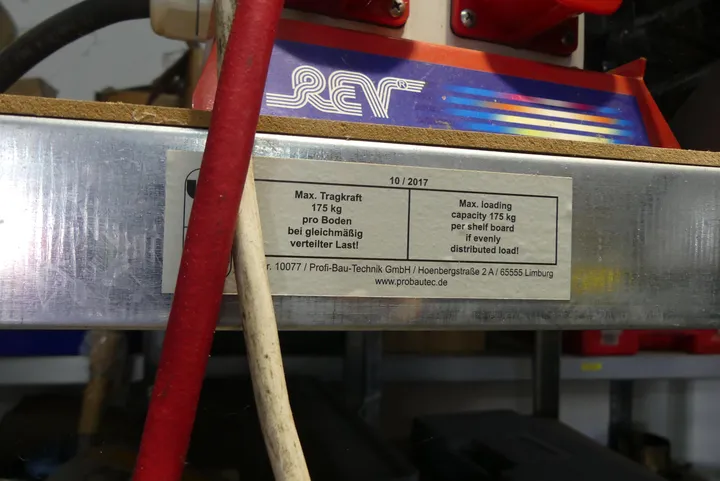 REV®
10 / 2017
Max. Tragkraft
175 kg
pro Boden
bei gleichmäßig
verteilter Last!
Max. loading
capacity 175 kg
per shelf board
if evenly
distributed load!
10077 / Profi-Bau-Technik GmbH / Hoenbergstraße 2 A / 65555 Limburg
www.probautec.de